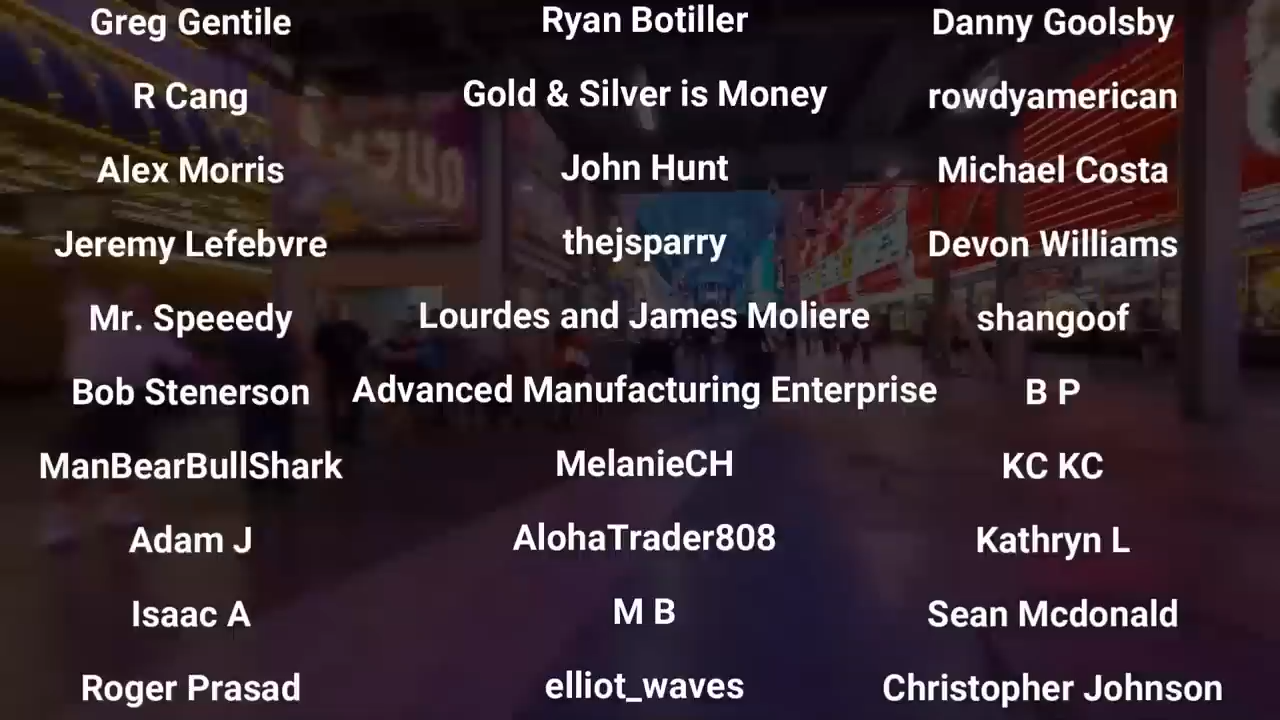 Greg Gentile Ryan Botiller Danny Goolsby
R Cang Gold & Silver is Money rowdyamerican
Alex Morris John Hunt Michael Costa
Jeremy Lefebvre thejsparry Devon Williams
Mr. Speeedy Lourdes and James Moliere shangoof
Bob Stenerson Advanced Manufacturing Enterprise B P
ManBearBullShark MelanieCH KC KC
Adam J AlohaTrader808 Kathryn L
Isaac A M B Sean Mcdonald
Roger Prasad elliot_waves Christopher Johnson